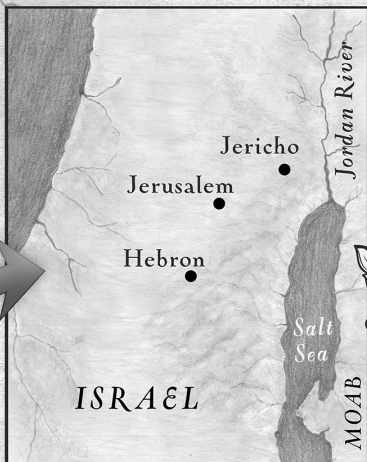 Jordan River
Jericho
Jerusalem
Hebron
Salt
Sea
ISRAEL
MOAB